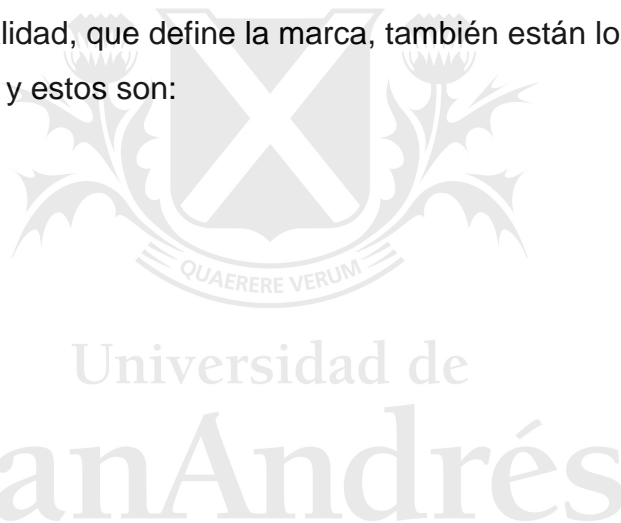 lidad, que define la marca, también están lo
y estos son:
QUAERERE VERUM
Universidad de
anAndrés